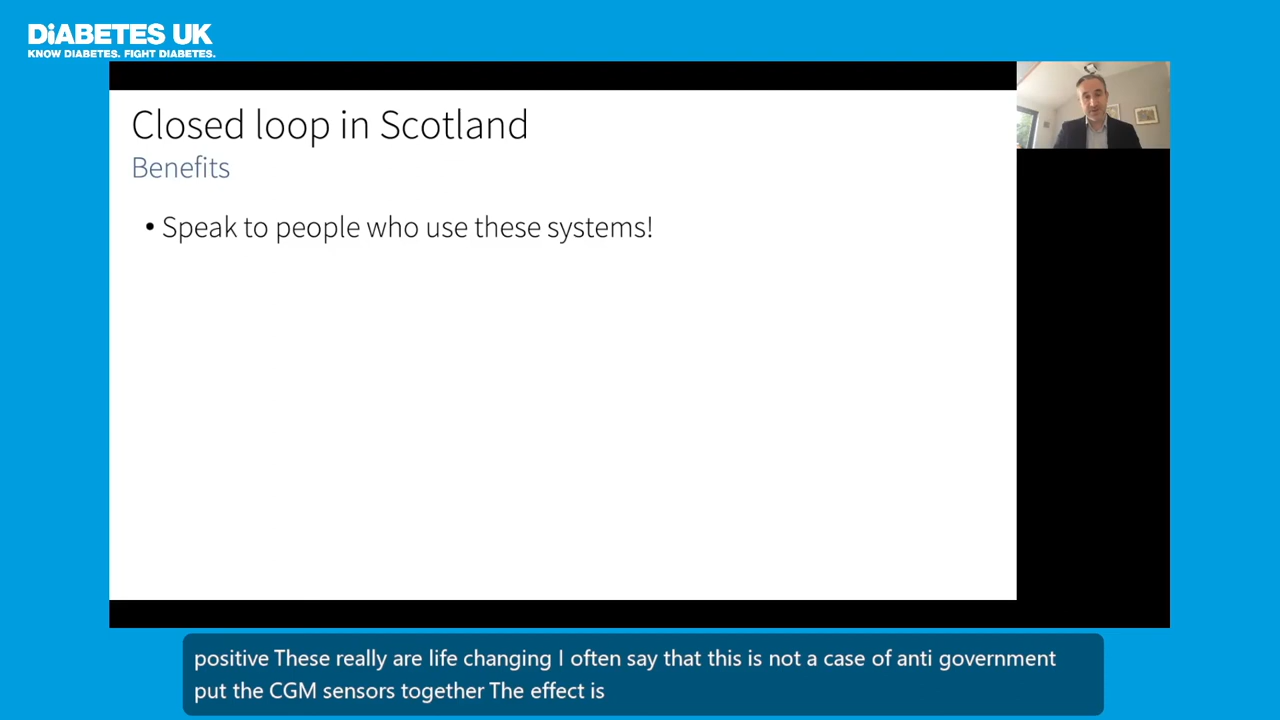 DiABETES UK
KNOW DIABETES. FIGHT DIABETES.
Closed loop in Scotland
Benefits
• Speak to people who use these systems!
positive These really are life changing I often say that this is not a case of anti government
put the CGM sensors together The effect is